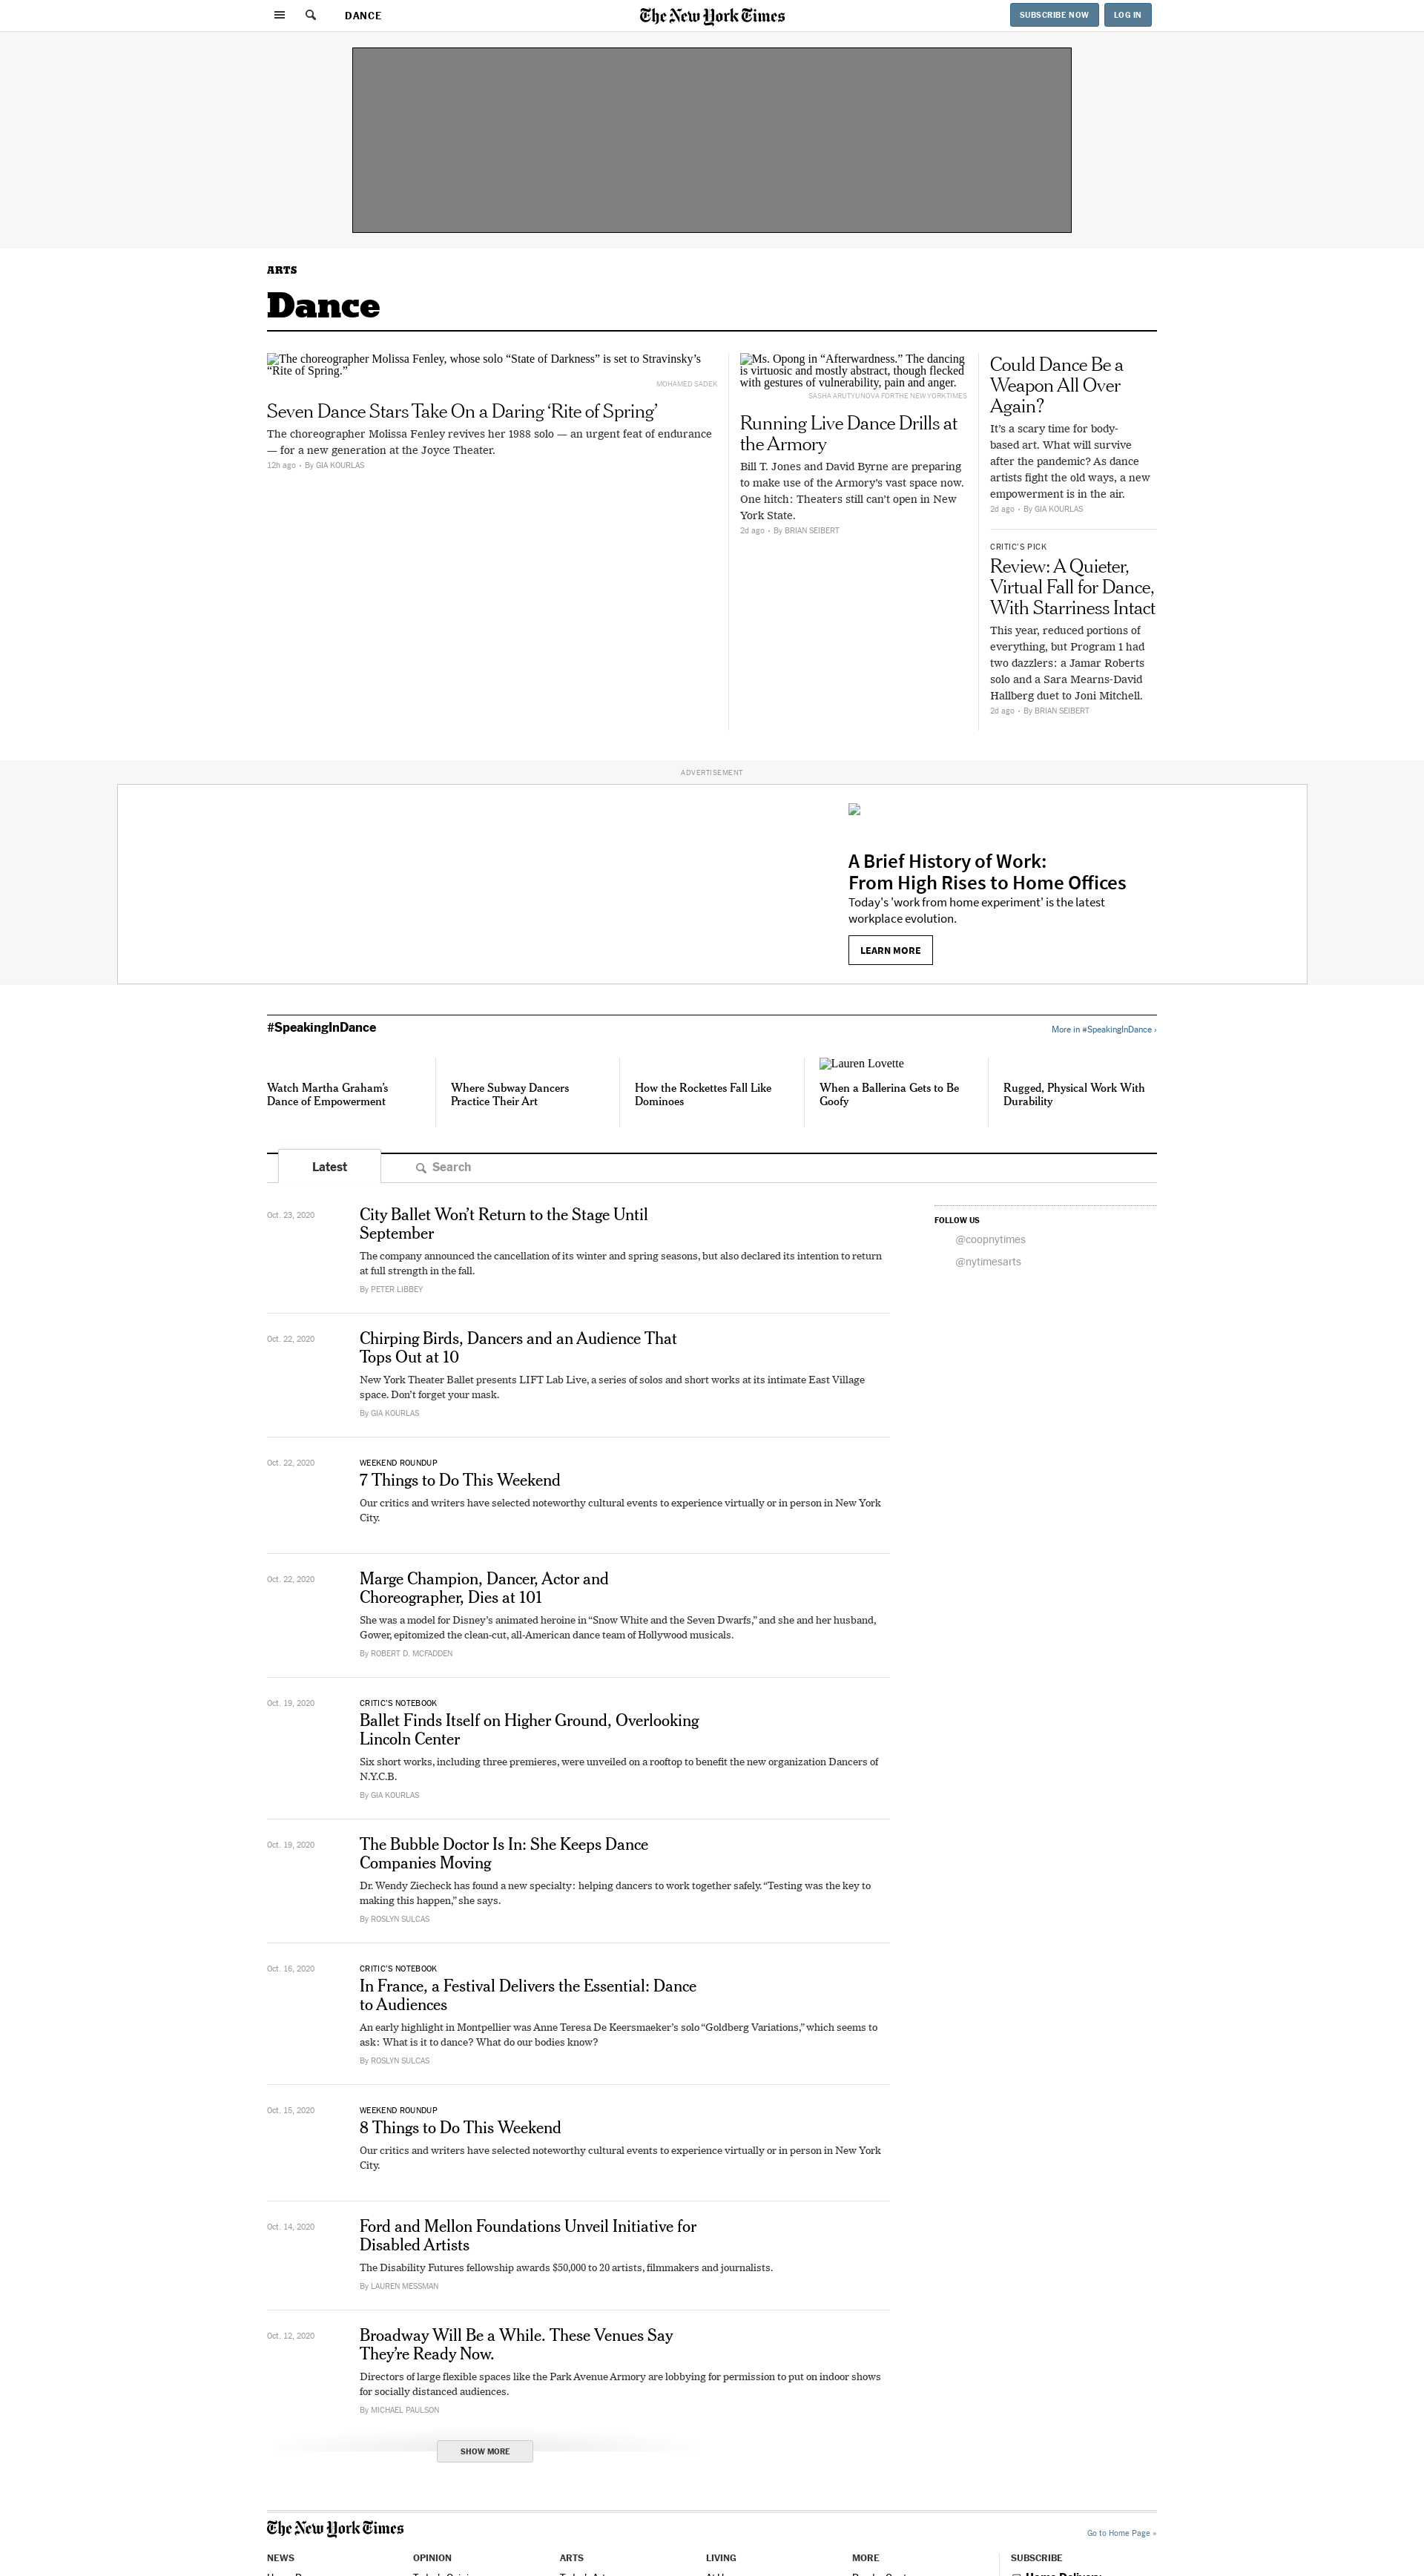 DANCE
The New York Times
SUBSCRIBE NOW
LOG IN
ARTS
Dance
The choreographer Molissa Fenley, whose solo “State of Darkness” is set to Stravinsky’s
“Rite of Spring.”
MOHAMED SADEK
Seven Dance Stars Take On a Daring ‘Rite of Spring’
The choreographer Molissa Fenley revives her 1988 solo — an urgent feat of endurance
— for a new generation at the Joyce Theater.
12h ago • By GIA KOURLAS
Ms. Opong in “Afterwardness.” The dancing
is virtuosic and mostly abstract, though flecked
with gestures of vulnerability, pain and anger.
SASHA ARUTYUNOVA FOR THE NEW YORK TIMES
Running Live Dance Drills at
the Armory
Bill T. Jones and David Byrne are preparing
to make use of the Armory’s vast space now.
One hitch: Theaters still can’t open in New
York State.
2d ago • By BRIAN SEIBERT
Could Dance Be a
Weapon All Over
Again?
It’s a scary time for body-
based art. What will survive
after the pandemic? As dance
artists fight the old ways, a new
empowerment is in the air.
2d ago • By GIA KOURLAS
CRITIC’S PICK
Review: A Quieter,
Virtual Fall for Dance,
With Starriness Intact
This year, reduced portions of
everything, but Program 1 had
two dazzlers: a Jamar Roberts
solo and a Sara Mearns-David
Hallberg duet to Joni Mitchell.
2d ago • By BRIAN SEIBERT
ADVERTISEMENT
A Brief History of Work:
From High Rises to Home Offices
Today's 'work from home experiment' is the latest
workplace evolution.
LEARN MORE
#SpeakingInDance
More in #SpeakingInDance ›
Watch Martha Graham’s
Dance of Empowerment
Where Subway Dancers
Practice Their Art
How the Rockettes Fall Like
Dominoes
Lauren Lovette
When a Ballerina Gets to Be
Goofy
Rugged, Physical Work With
Durability
Latest
Search
Oct. 23, 2020
City Ballet Won’t Return to the Stage Until
September
The company announced the cancellation of its winter and spring seasons, but also declared its intention to return
at full strength in the fall.
By PETER LIBBEY
FOLLOW US
@coopnytimes
@nytimesarts
Oct. 22, 2020
Chirping Birds, Dancers and an Audience That
Tops Out at 10
New York Theater Ballet presents LIFT Lab Live, a series of solos and short works at its intimate East Village
space. Don’t forget your mask.
By GIA KOURLAS
Oct. 22, 2020
WEEKEND ROUNDUP
7 Things to Do This Weekend
Our critics and writers have selected noteworthy cultural events to experience virtually or in person in New York
City.
Oct. 22, 2020
Marge Champion, Dancer, Actor and
Choreographer, Dies at 101
She was a model for Disney’s animated heroine in “Snow White and the Seven Dwarfs,” and she and her husband,
Gower, epitomized the clean-cut, all-American dance team of Hollywood musicals.
By ROBERT D. MCFADDEN
Oct. 19, 2020
CRITIC’S NOTEBOOK
Ballet Finds Itself on Higher Ground, Overlooking
Lincoln Center
Six short works, including three premieres, were unveiled on a rooftop to benefit the new organization Dancers of
N.Y.C.B.
By GIA KOURLAS
Oct. 19, 2020
The Bubble Doctor Is In: She Keeps Dance
Companies Moving
Dr. Wendy Ziecheck has found a new specialty: helping dancers to work together safely. “Testing was the key to
making this happen,” she says.
By ROSLYN SULCAS
Oct. 16, 2020
CRITIC’S NOTEBOOK
In France, a Festival Delivers the Essential: Dance
to Audiences
An early highlight in Montpellier was Anne Teresa De Keersmaeker’s solo “Goldberg Variations,” which seems to
ask: What is it to dance? What do our bodies know?
By ROSLYN SULCAS
Oct. 15, 2020
WEEKEND ROUNDUP
8 Things to Do This Weekend
Our critics and writers have selected noteworthy cultural events to experience virtually or in person in New York
City.
Oct. 14, 2020
Ford and Mellon Foundations Unveil Initiative for
Disabled Artists
The Disability Futures fellowship awards $50,000 to 20 artists, filmmakers and journalists.
By LAUREN MESSMAN
Oct. 12, 2020
Broadway Will Be a While. These Venues Say
They’re Ready Now.
Directors of large flexible spaces like the Park Avenue Armory are lobbying for permission to put on indoor shows
for socially distanced audiences.
By MICHAEL PAULSON
SHOW MORE
The New York Times
Go to Home Page »
NEWS
OPINION
ARTS
LIVING
MORE
SUBSCRIBE